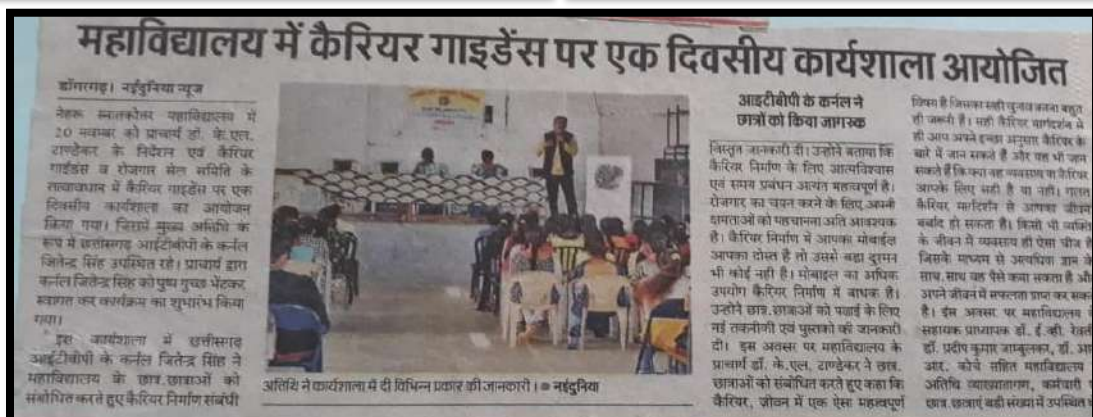 महाविद्यालय में कैरियर गाइडेंस पर एक दिवसीय कार्यशाला आयोजित
डोंगरगढ़। नईदुनिया न्यूज
नेहरू स्नातकोत्तर महाविद्यालय में
20 नवम्बर को प्राचार्य डॉ. के.एल.
टाण्डेकर के निर्देशन एवं कैरियर
गाईडेंस व रोजगार सेल समिति के
तत्वावधान में कैरियर गाइडेंस पर एक
दिवसीय कार्यशाला का आयोजन
किया गया। जिसमें मुख्य अतिथि के
रूप में छत्तीसगढ़ आईटीबीपी के कर्नल
जितेन्द्र सिंह उपस्थित रहे। प्राचार्य द्वारा
कर्नल जितेन्द्र सिंह को पुष्प गुच्छ भेंटकर
स्वागत कर कार्यक्रम का शुभारंभ किया
गया।
इस कार्यशाला में छत्तीसगढ़
आईटीबीपी के कर्नल जितेन्द्र सिंह ने
महाविद्यालय के छात्र-छात्राओं को
संबोधित करते हुए कैरियर निर्माण संबंधी
अतिथि ने कार्यशाला में दी विभिन्न प्रकार की जानकारी। ● नईदुनिया
आइटीबीपी के कर्नल ने
छात्रों को किया जागरूक
विस्तृत जानकारी दी। उन्होंने बताया कि
कैरियर निर्माण के लिए आत्मविश्वास
एवं समय प्रबंधन अत्यंत महत्वपूर्ण है।
रोजगार का चयन करने के लिए अपनी
क्षमताओं को पहचानना अति आवश्यक
है। कैरियर निर्माण में आपका मोबाईल
आपका दोस्त है तो उससे बड़ा दुश्मन
भी कोई नहीं है। मोबाइल का अधिक
उपयोग कैरियर निर्माण में बाधक है।
उन्होंने छात्र-छात्राओं को पढ़ाई के लिए
नई तकनीकी एवं पुस्तकों की जानकारी
दी। इस अवसर पर महाविद्यालय के
प्राचार्य डॉ. के.एल. टाण्डेकर ने छात्र-
छात्राओं को संबोधित करते हुए कहा कि
कैरियर, जीवन में एक ऐसा महत्वपूर्ण
विषय है जिसका सही चुनाव करना बहुत
ही जरूरी है। सही कैरियर मार्गदर्शन से
ही आप अपने इच्छा अनुसार कैरियर के
बारे में जान सकते हैं और यह भी जान
सकते हैं कि क्या वह व्यवसाय या कैरियर
आपके लिए सही है या नहीं। गलत
कैरियर मार्गदर्शन से आपका जीवन
बर्बाद हो सकता है। किसी भी व्यक्ति
के जीवन में व्यवसाय ही ऐसा चीज है
जिसके माध्यम से अत्यधिक ज्ञान के
साथ-साथ वह पैसे कमा सकता है और
अपने जीवन में सफलता प्राप्त कर सकता
है। इस अवसर पर महाविद्यालय के
सहायक प्राध्यापक डॉ. ई.व्ही. रेवती
डॉ. प्रदीप कुमार जाम्बुलकर, डॉ.
आर. कोचे सहित महाविद्यालय
अतिथि व्याख्यातागण, कर्मचारी
छात्र-छात्राएं बड़ी संख्या में उपस्थित